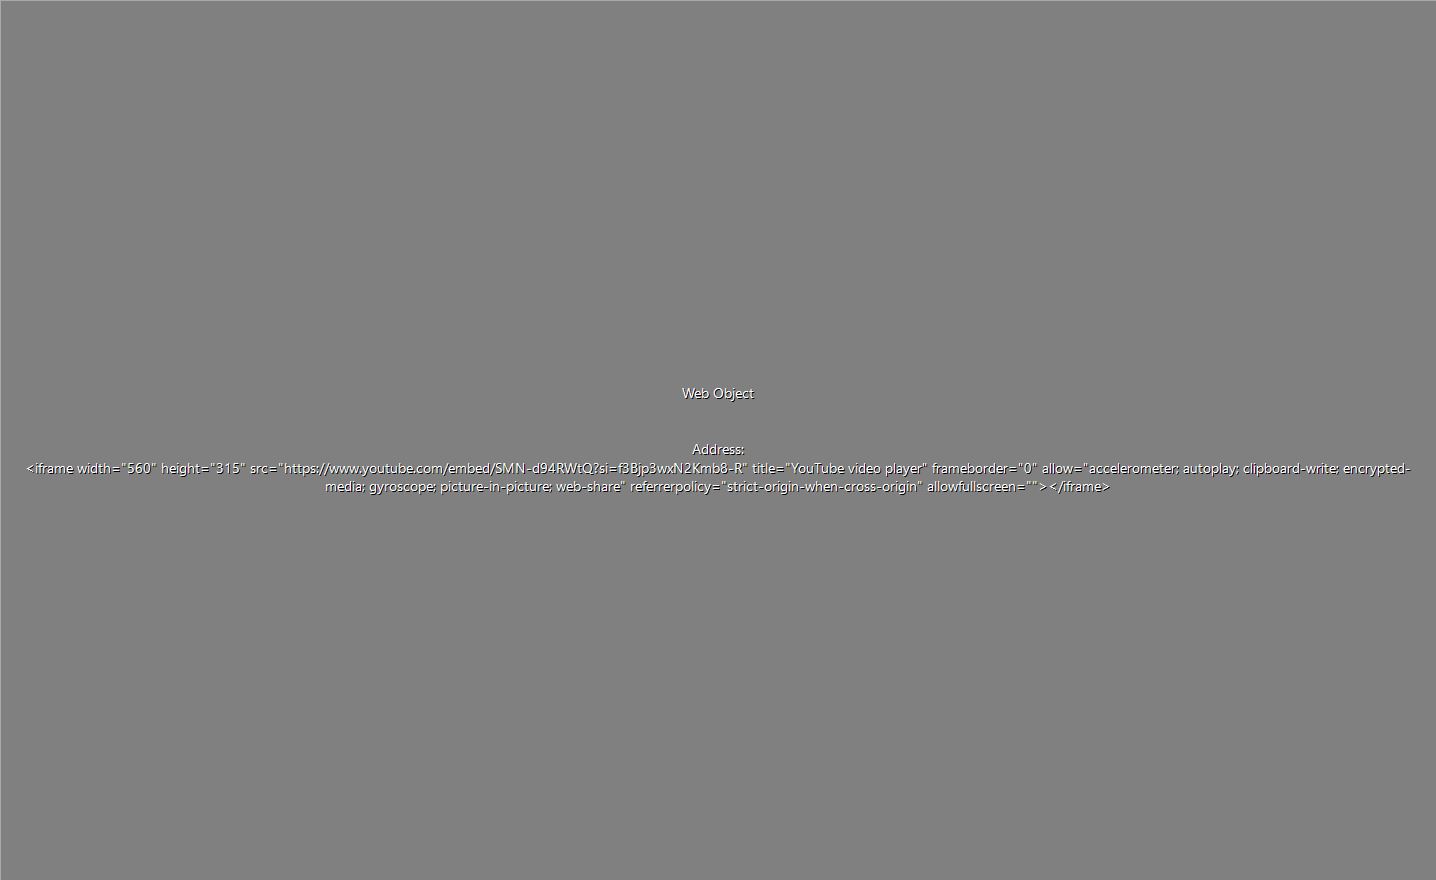 Web Object
Address:
<iframe width="560" height="315" src="https://www.youtube.com/embed/SMN-d94RWtQ?si=f3Bjp3wxN2Kmb8-R" title="YouTube video player" frameborder="0" allow="accelerometer; autoplay; clipboard-write; encrypted-
media; gyroscope; picture-in-picture; web-share" referrerpolicy="strict-origin-when-cross-origin" allowfullscreen=""></iframe>